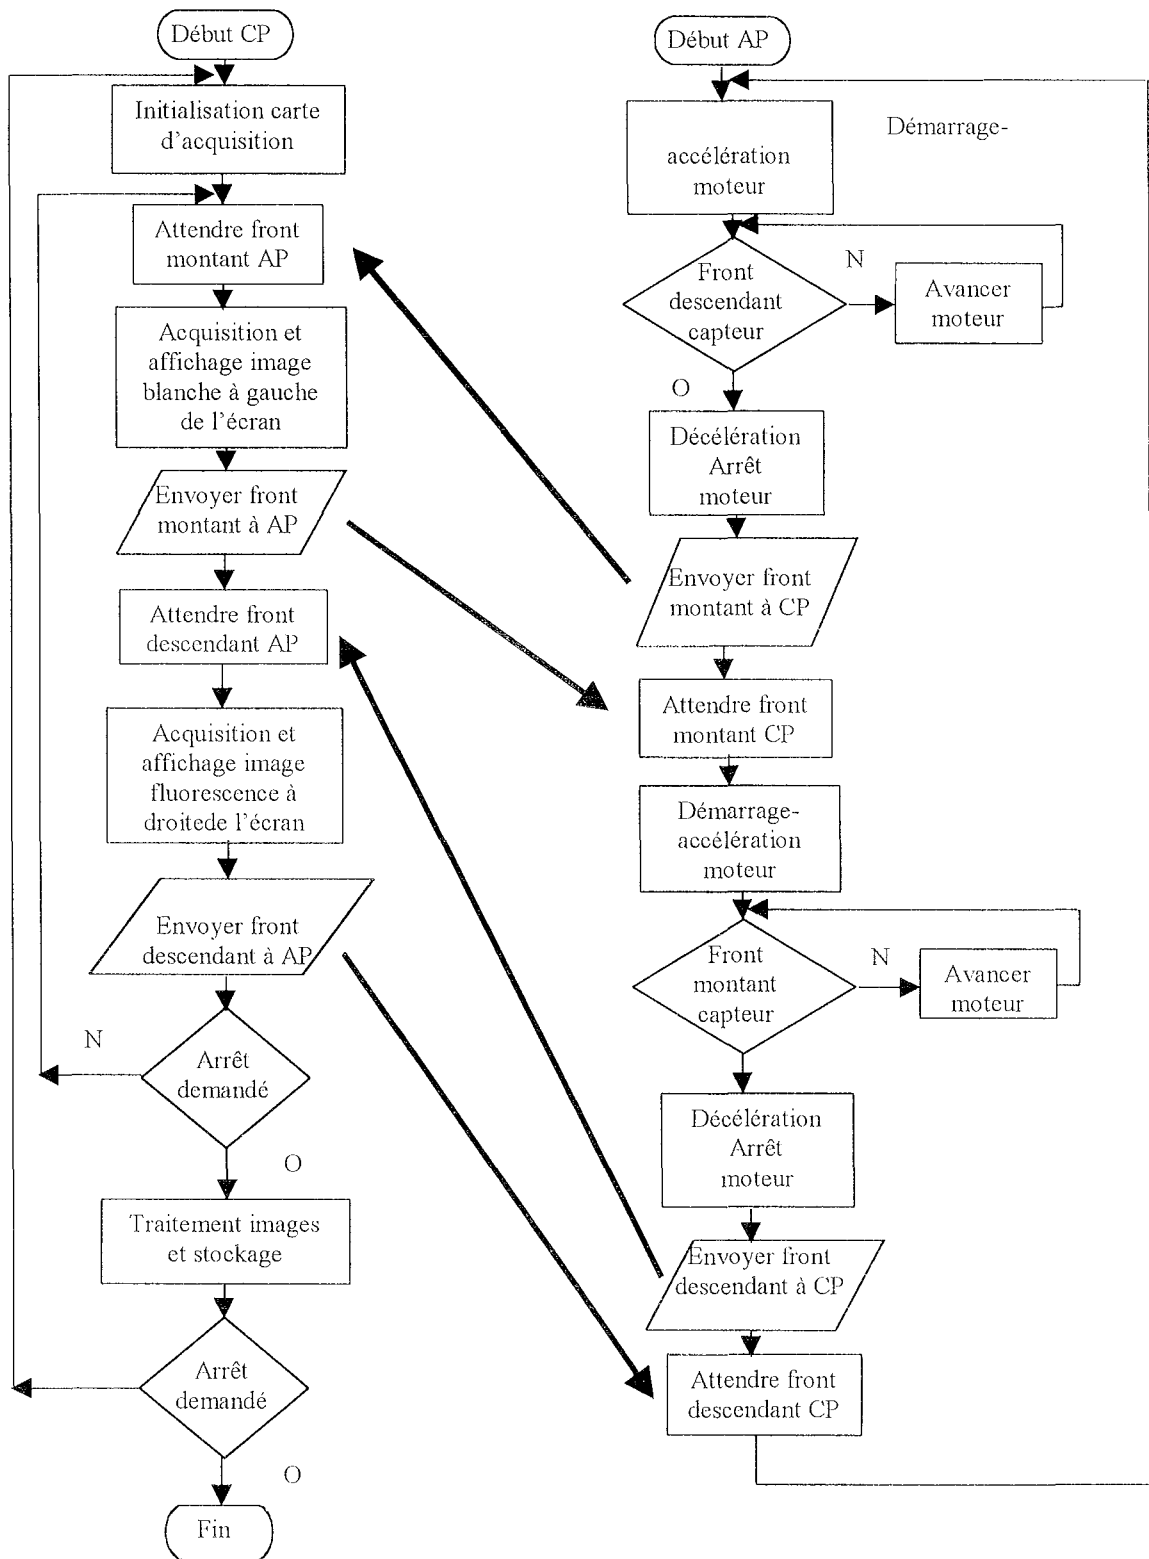 Début CP
Initialisation carte
d'acquisition
Attendre front
montant AP
Acquisition et
affichage image
blanche à gauche
de l'écran
Envoyer front
montant à AP
Attendre front
descendant AP
Acquisition et
affichage image
fluorescence à
droitede l'écran
Envoyer front
descendant à AP
N
Arrêt
demandé
O
Traitement images
et stockage
Arrêt
demandé
O
Fin
Début AP
Démarrage-
accélération
moteur
Front
descendant
capteur
N
Avancer
moteur
O
Décélération
Arrêt
moteur
Envoyer front
montant à CP
Attendre front
montant CP
Démarrage-
accélération
moteur
Front
montant
capteur
N
Avancer
moteur
Décélération
Arrêt
moteur
Envoyer front
descendant à CP
Attendre front
descendant CP